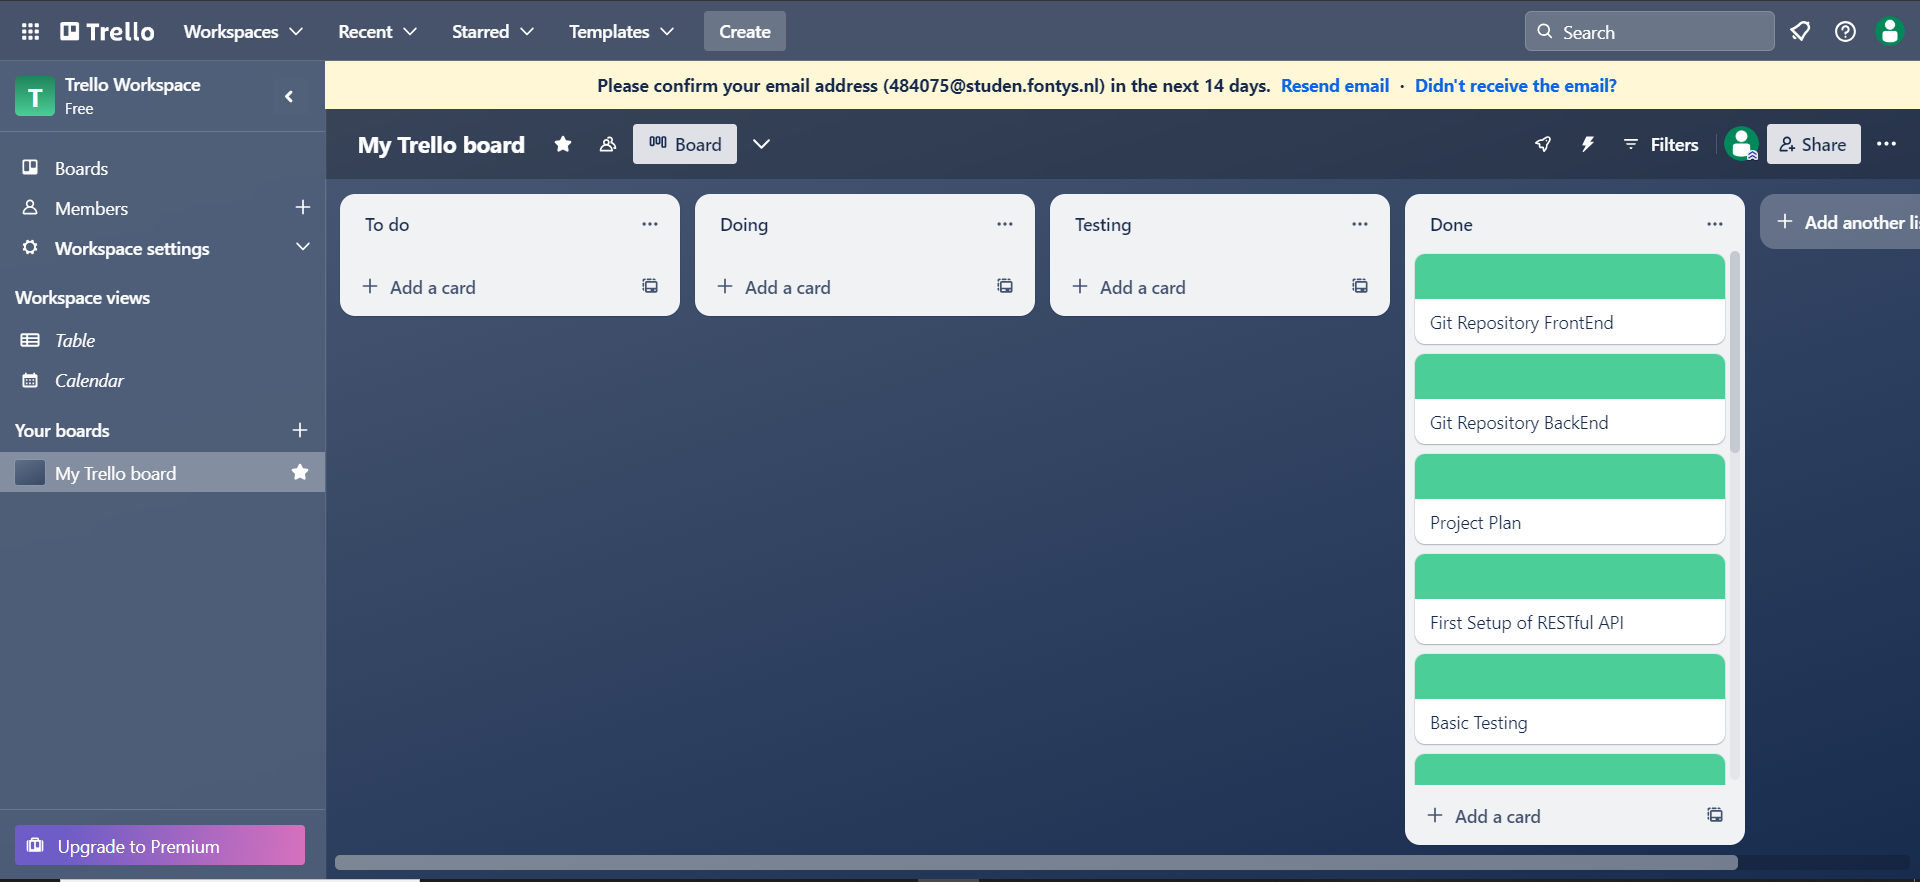 Trello
Workspaces
Recent
Starred
Templates
Create
Search
T
Trello Workspace
Free
Please confirm your email address (484075@studen.fontys.nl) in the next 14 days. Resend email · Didn't receive the email?
My Trello board
Board
Filters
Share
Boards
Members
Workspace settings
Workspace views
Table
Calendar
Your boards
My Trello board
Upgrade to Premium
To do
Add a card
Doing
Add a card
Testing
Add a card
Done
Git Repository FrontEnd
Git Repository BackEnd
Project Plan
First Setup of RESTful API
Basic Testing
Add a card
Add another li